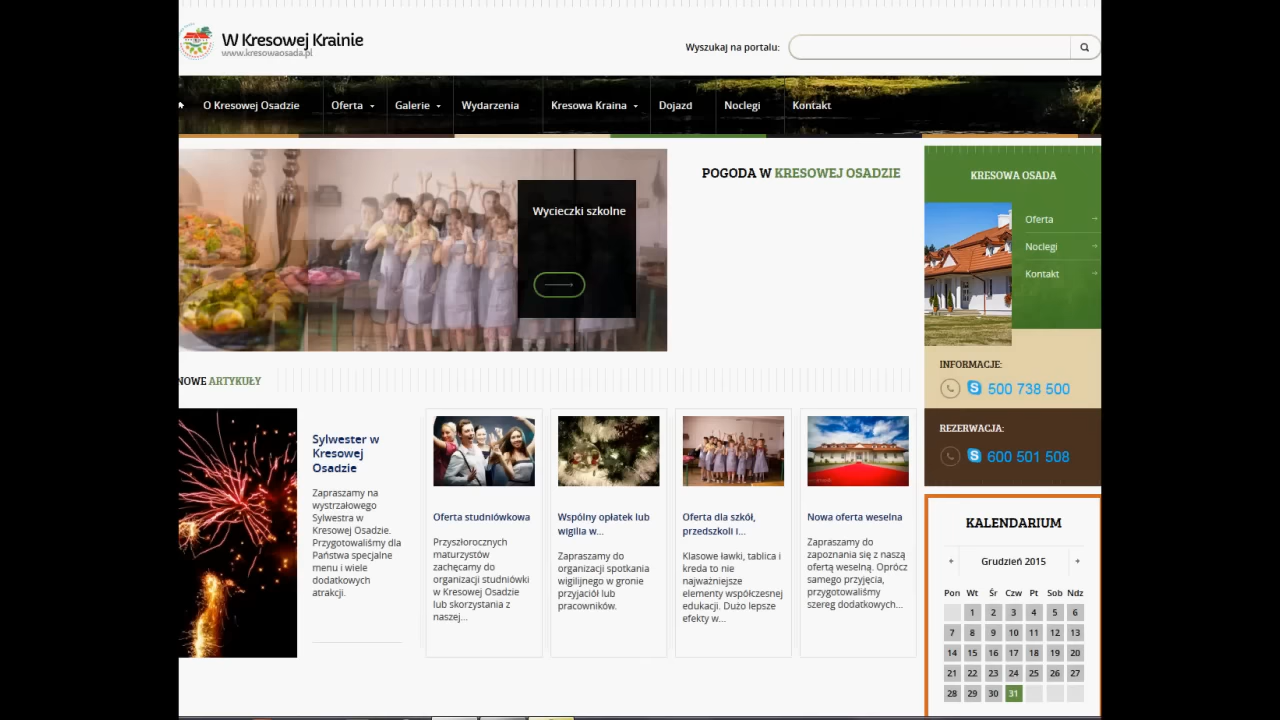 W Kresowej Krainie
www.kresowaosada.pl
Wyszukaj na portalu:
O Kresowej Osadzie
Oferta
Galerie
Wydarzenia
Kresowa Kraina
Dojazd
Noclegi
Kontakt
Wycieczki szkolne
POGODA W KRESOWEJ OSADZIE
KRESOWA OSADA
Oferta
Noclegi
Kontakt
INFORMACJE:
500 738 500
REZERWACJA:
600 501 508
NOWE ARTYKUŁY
Sylwester w
Kresowej
Osadzie
Zapraszamy na
wystrzałowego
Sylwestra w
Kresowej Osadzie.
Przygotowaliśmy dla
Państwa specjalne
menu i wiele
dodatkowych
atrakcji.
Oferta studniówkowa
Przyszłorocznych
maturzystów
zachęcamy do
organizacji studniówki
w Kresowej Osadzie
lub skorzystania z
naszej...
Wspólny opłatek lub
wigilia w...
Zapraszamy do
organizacji spotkania
wigilijnego w gronie
przyjaciół lub
pracowników.
Oferta dla szkół,
przedszkoli i...
Klasowe ławki, tablica i
kreda to nie
najważniejsze
elementy współczesnej
edukacji. Dużo lepsze
efekty w...
Nowa oferta weselna
Zapraszamy do
zapoznania się z naszą
ofertą weselną. Oprócz
samego przyjęcia,
przygotowaliśmy
szereg dodatkowych...
KALENDARIUM
Grudzień 2015
Pon Wt Śr Czw Pt Sob Ndz
1 2 3 4 5 6
7 8 9 10 11 12 13
14 15 16 17 18 19 20
21 22 23 24 25 26 27
28 29 30 31